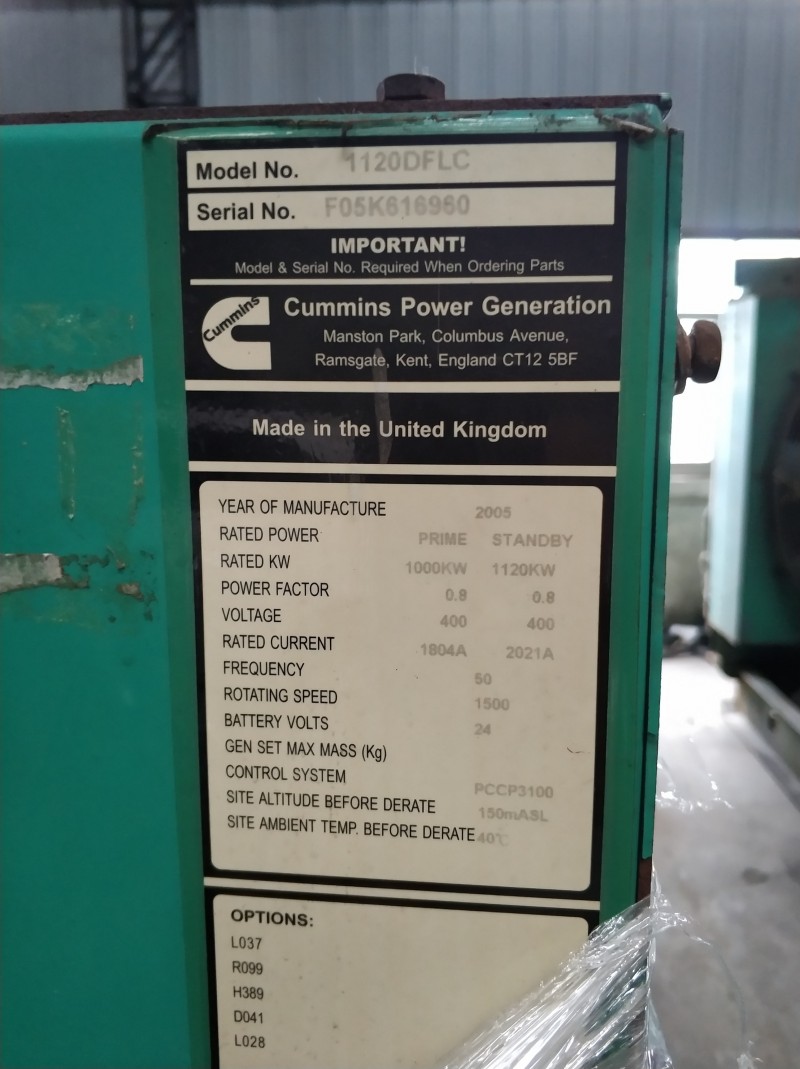 Model No. 1120DFLC
Serial No. F05K616960
IMPORTANT!
Model & Serial No. Required When Ordering Parts
Cummins
Cummins Power Generation
Manston Park, Columbus Avenue,
Ramsgate, Kent, England CT12 5BF
Made in the United Kingdom
YEAR OF MANUFACTURE 2005
RATED POWER PRIME STANDBY
RATED KW 1000KW 1120KW
POWER FACTOR 0.8 0.8
VOLTAGE 400 400
RATED CURRENT 1804A 2021A
FREQUENCY 50
ROTATING SPEED 1500
BATTERY VOLTS 24
GEN SET MAX MASS (Kg)
CONTROL SYSTEM PCCP3100
SITE ALTITUDE BEFORE DERATE 150mASL
SITE AMBIENT TEMP. BEFORE DERATE 40℃
OPTIONS:
L037
R099
H389
D041
L028